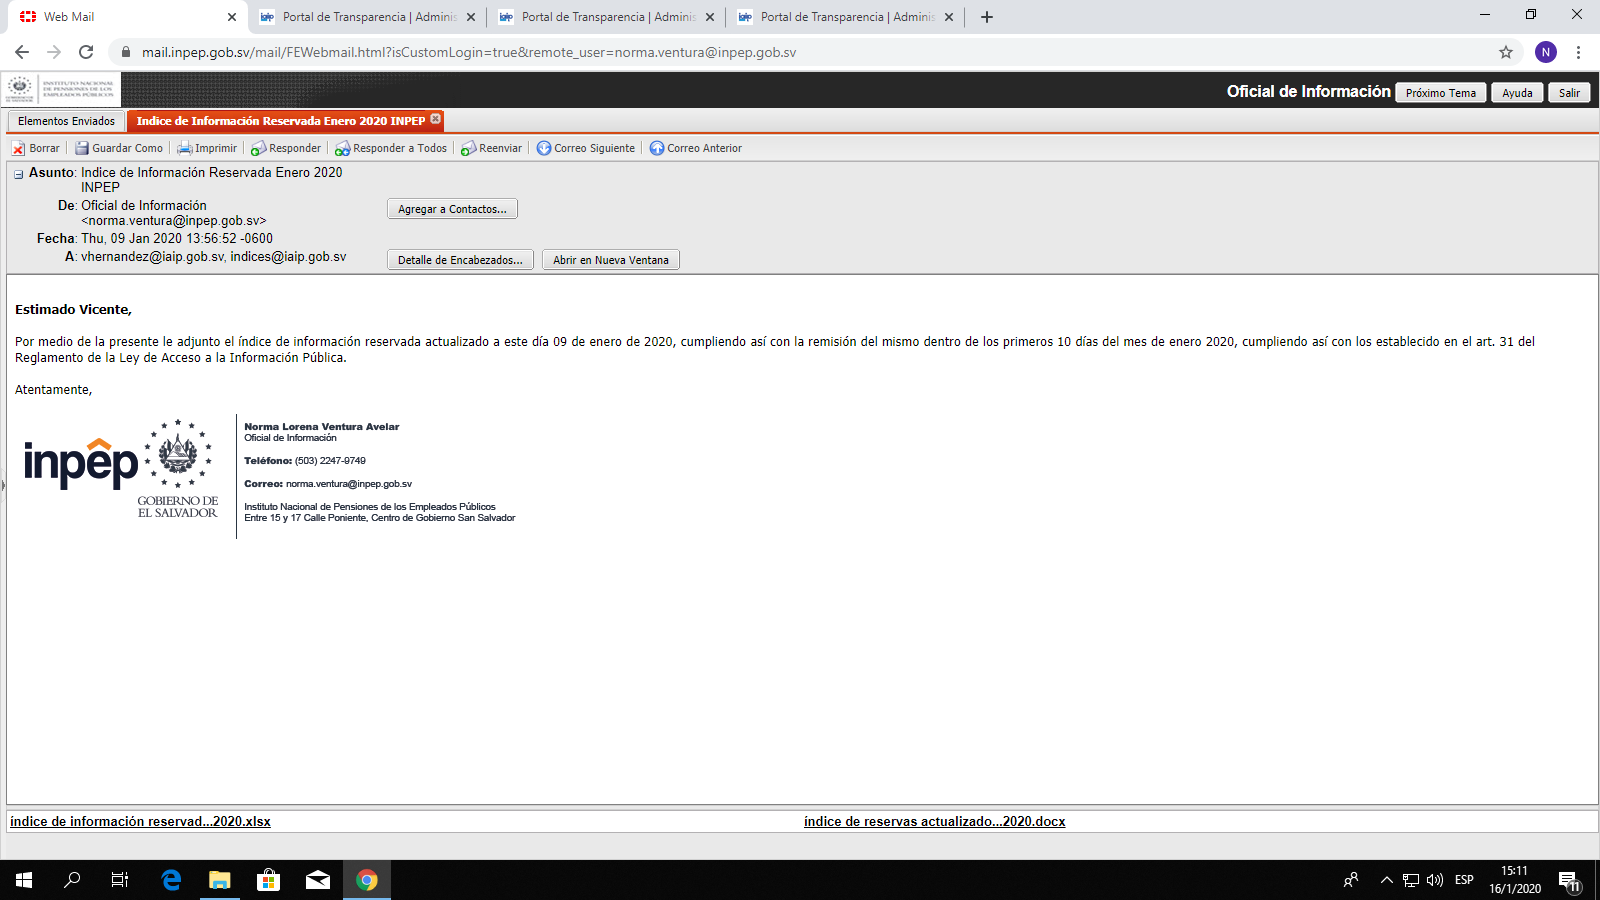 Web Mail
Portal de Transparencia | Adminis
Portal de Transparencia | Adminis
Portal de Transparencia | Adminis
mail.inpep.gob.sv/mail/FEWebmail.html?isCustomLogin=true&remote_user=norma.ventura@inpep.gob.sv
N
INSTITUTO NACIONAL
DE PENSIONES DE LOS
EMPLEADOS PÚBLICOS
Oficial de Información
Próximo Tema
Ayuda
Salir
Elementos Enviados
Indice de Información Reservada Enero 2020 INPEP
Borrar
Guardar Como
Imprimir
Responder
Responder a Todos
Reenviar
Correo Siguiente
Correo Anterior
Asunto: Indice de Información Reservada Enero 2020
INPEP
De: Oficial de Información
<norma.ventura@inpep.gob.sv>
Agregar a Contactos...
Fecha: Thu, 09 Jan 2020 13:56:52 -0600
A: vhernandez@iaip.gob.sv, indices@iaip.gob.sv
Detalle de Encabezados...
Abrir en Nueva Ventana
Estimado Vicente,
Por medio de la presente le adjunto el índice de información reservada actualizado a este día 09 de enero de 2020, cumpliendo así con la remisión del mismo dentro de los primeros 10 días del mes de enero 2020, cumpliendo así con los establecido en el art. 31 del
Reglamento de la Ley de Acceso a la Información Pública.
Atentamente,
inpep
GOBIERNO DE
EL SALVADOR
Norma Lorena Ventura Avelar
Oficial de Información
Teléfono: (503) 2247-9749
Correo: norma.ventura@inpep.gob.sv
Instituto Nacional de Pensiones de los Empleados Públicos
Entre 15 y 17 Calle Poniente, Centro de Gobierno San Salvador
índice de información reservad...2020.xlsx
índice de reservas actualizado...2020.docx
ESP
15:11
16/1/2020
11